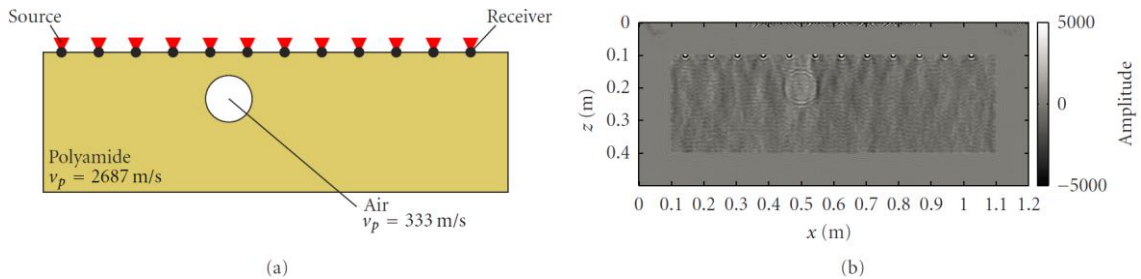 Source
Receiver
Polyamide
v_p = 2687 m/s
Air
v_p = 333 m/s
(a)
0
0.1
0.2
0.3
0.4
z (m)
0 0.1 0.2 0.3 0.4 0.5 0.6 0.7 0.8 0.9 1 1.1 1.2
x (m)
5000
0
−5000
Amplitude
(b)